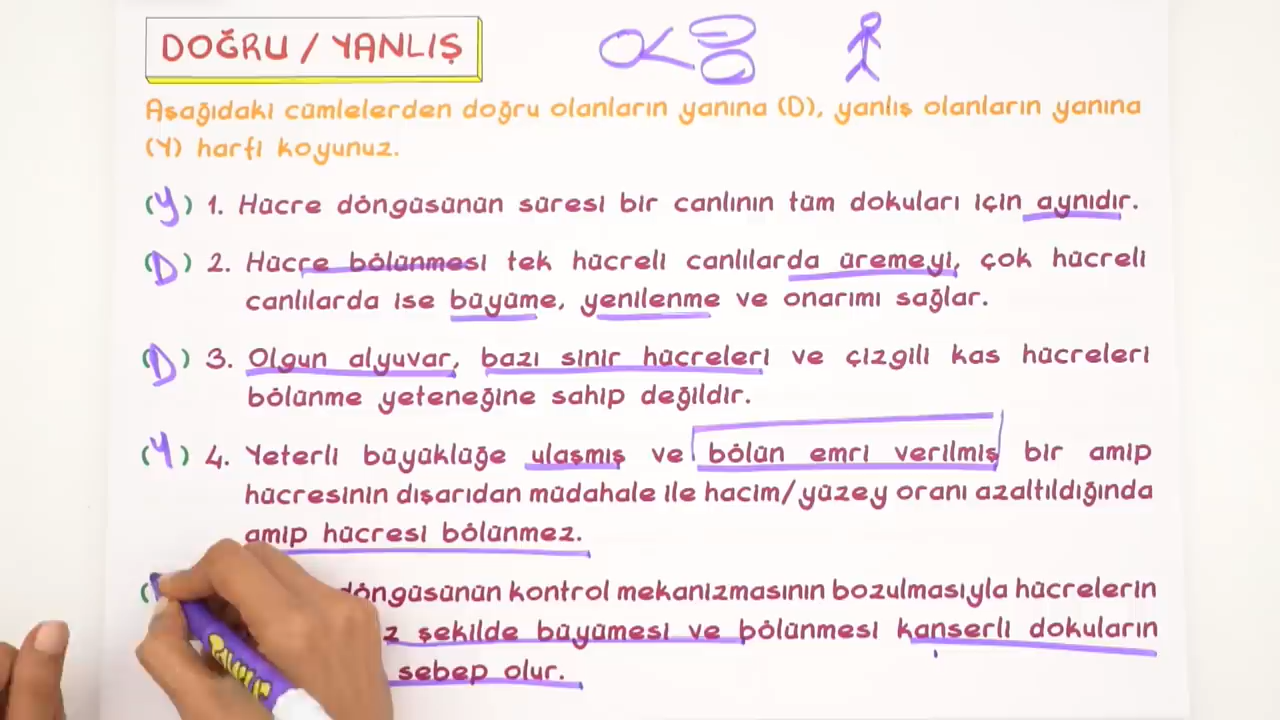 DOĞRU / YANLIŞ
Aşağıdaki cümlelerden doğru olanların yanına (D), yanlış olanların yanına
(Y) harfi koyunuz.
(Y) 1. Hücre döngüsünün süresi bir canlının tüm dokuları için aynıdır.
(D) 2. Hücre bölünmesi tek hücreli canlılarda üremeyi, çok hücreli
canlılarda ise büyüme, yenilenme ve onarımı sağlar.
(D) 3. Olgun alyuvar, bazı sinir hücreleri ve çizgili kas hücreleri
bölünme yeteneğine sahip değildir.
(Y) 4. Yeterli büyüklüğe ulaşmış ve bölün emri verilmiş bir amip
hücresinin dışarıdan müdahale ile hacim/yüzey oranı azaltıldığında
amip hücresi bölünmez.
döngüsünün kontrol mekanizmasının bozulmasıyla hücrelerin
şekilde büyümesi ve bölünmesi kanserli dokuların
sebep olur.